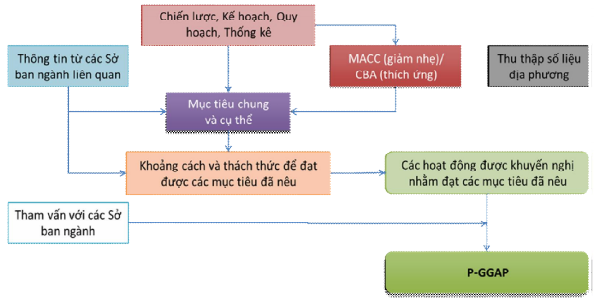 Chiến lược, Kế hoạch, Quy
hoạch, Thống kê
Thông tin từ các Sở
ban ngành liên quan
MACC (giảm nhẹ)/
CBA (thích ứng)
Thu thập số liệu
địa phương
Mục tiêu chung
và cụ thể
Khoảng cách và thách thức để đạt
được các mục tiêu đã nêu
Các hoạt động được khuyến nghị
nhằm đạt các mục tiêu đã nêu
Tham vấn với các Sở
ban ngành
P-GGAP